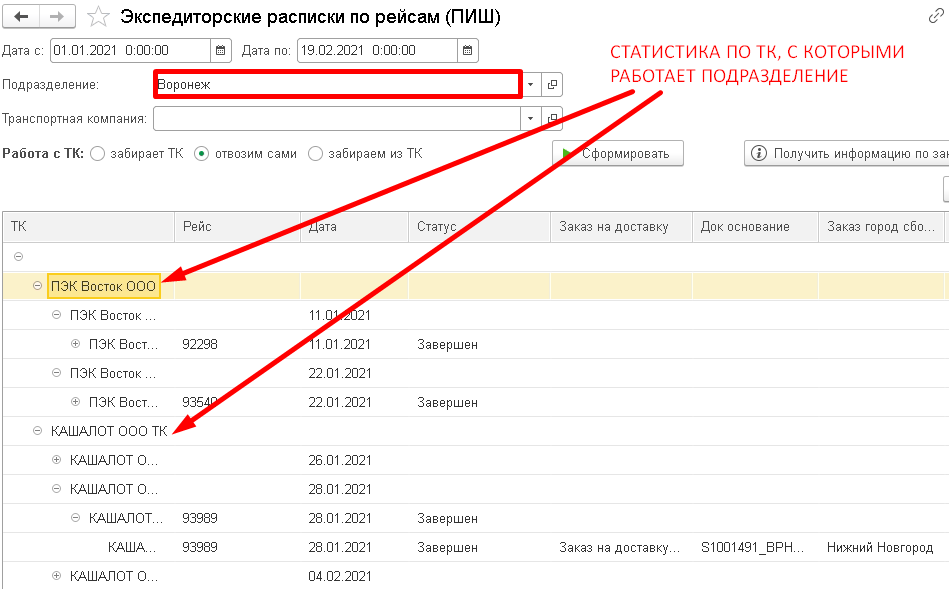 Экспедиторские расписки по рейсам (ПИШ)
Дата с: 01.01.2021 0:00:00 Дата по: 19.02.2021 0:00:00
СТАТИСТИКА ПО ТК, С КОТОРЫМИ
РАБОТАЕТ ПОДРАЗДЕЛЕНИЕ
Подразделение: Воронеж
Транспортная компания:
Работа с ТК: забирает ТК отвозим сами забираем из ТК Сформировать Получить информацию по зак
ТК Рейс Дата Статус Заказ на доставку Док основание Заказ город сбо...
ПЭК Восток ООО
ПЭК Восток ... 11.01.2021
ПЭК Вост... 92298 11.01.2021 Завершен
ПЭК Восток ... 22.01.2021
ПЭК Вост... 93540 22.01.2021 Завершен
КАШАЛОТ ООО ТК
КАШАЛОТ О... 26.01.2021
КАШАЛОТ О... 28.01.2021
КАШАЛОТ... 93989 28.01.2021 Завершен
КАША... 93989 28.01.2021 Завершен Заказ на доставку... S1001491_ВРН... Нижний Новгород
КАШАЛОТ О... 04.02.2021